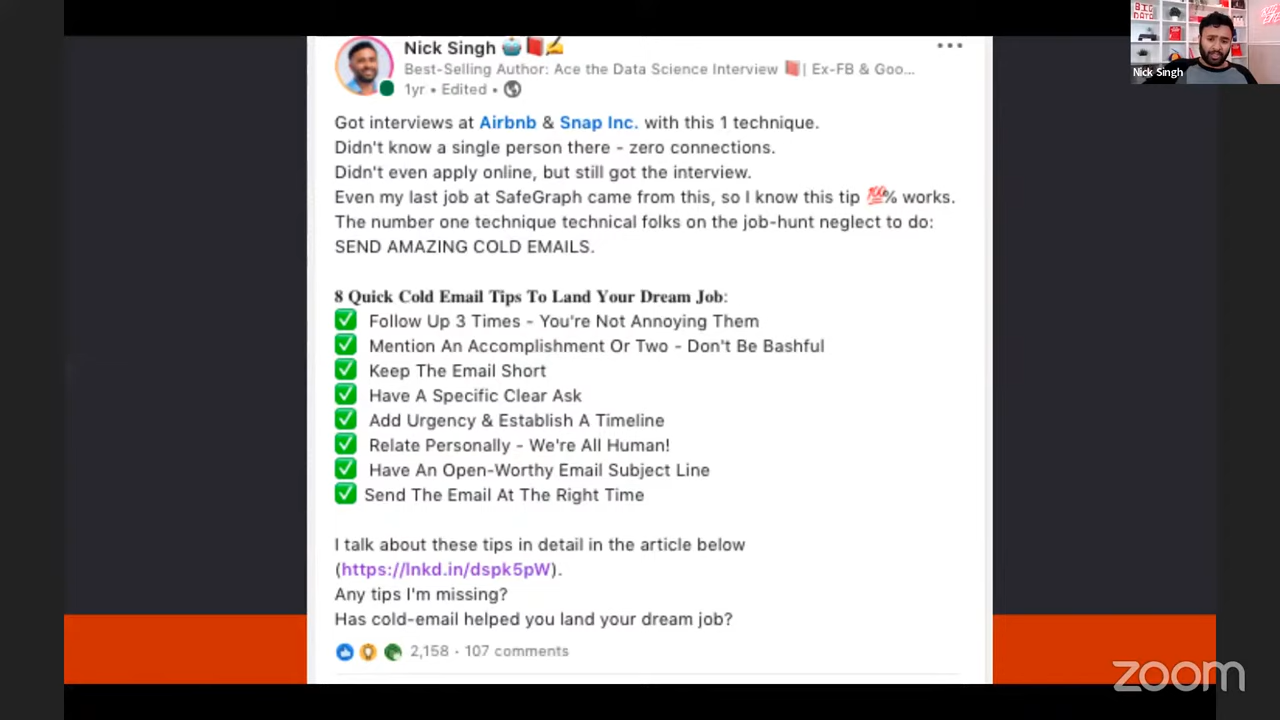 Nick Singh 🤖📕✍️
Best-Selling Author: Ace the Data Science Interview 📕| Ex-FB & Goo...
1yr • Edited •
Got interviews at Airbnb & Snap Inc. with this 1 technique.
Didn't know a single person there - zero connections.
Didn't even apply online, but still got the interview.
Even my last job at SafeGraph came from this, so I know this tip 💯% works.
The number one technique technical folks on the job-hunt neglect to do:
SEND AMAZING COLD EMAILS.
8 Quick Cold Email Tips To Land Your Dream Job:
✅ Follow Up 3 Times - You're Not Annoying Them
✅ Mention An Accomplishment Or Two - Don't Be Bashful
✅ Keep The Email Short
✅ Have A Specific Clear Ask
✅ Add Urgency & Establish A Timeline
✅ Relate Personally - We're All Human!
✅ Have An Open-Worthy Email Subject Line
✅ Send The Email At The Right Time
I talk about these tips in detail in the article below
(https://lnkd.in/dspk5pW).
Any tips I'm missing?
Has cold-email helped you land your dream job?
2,158 · 107 comments
Nick Singh
zoom